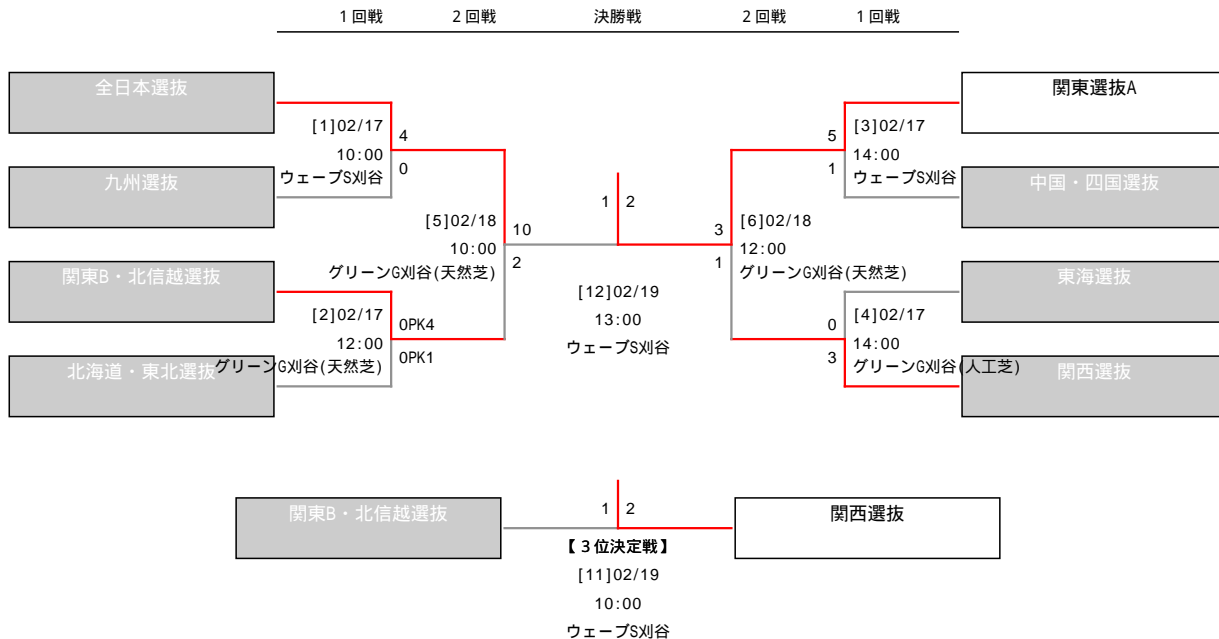 1回戦 2回戦 決勝戦 2回戦 1回戦
全日本選抜
関東選抜A
[1]02/17
4
5
[3]02/17
10:00
0
1
14:00
ウェーブS刈谷
ウェーブS刈谷
九州選抜
中国・四国選抜
1 2
[5]02/18
10
3
[6]02/18
10:00
2
1
12:00
グリーンG刈谷(天然芝)
グリーンG刈谷(天然芝)
関東B・北信越選抜
東海選抜
[12]02/19
13:00
ウェーブS刈谷
[2]02/17
0PK4
0
[4]02/17
12:00
0PK1
3
14:00
グリーンG刈谷(天然芝)
グリーンG刈谷(人工芝)
北海道・東北選抜
関西選抜
関東B・北信越選抜
1 2
関西選抜
【3位決定戦】
[11]02/19
10:00
ウェーブS刈谷